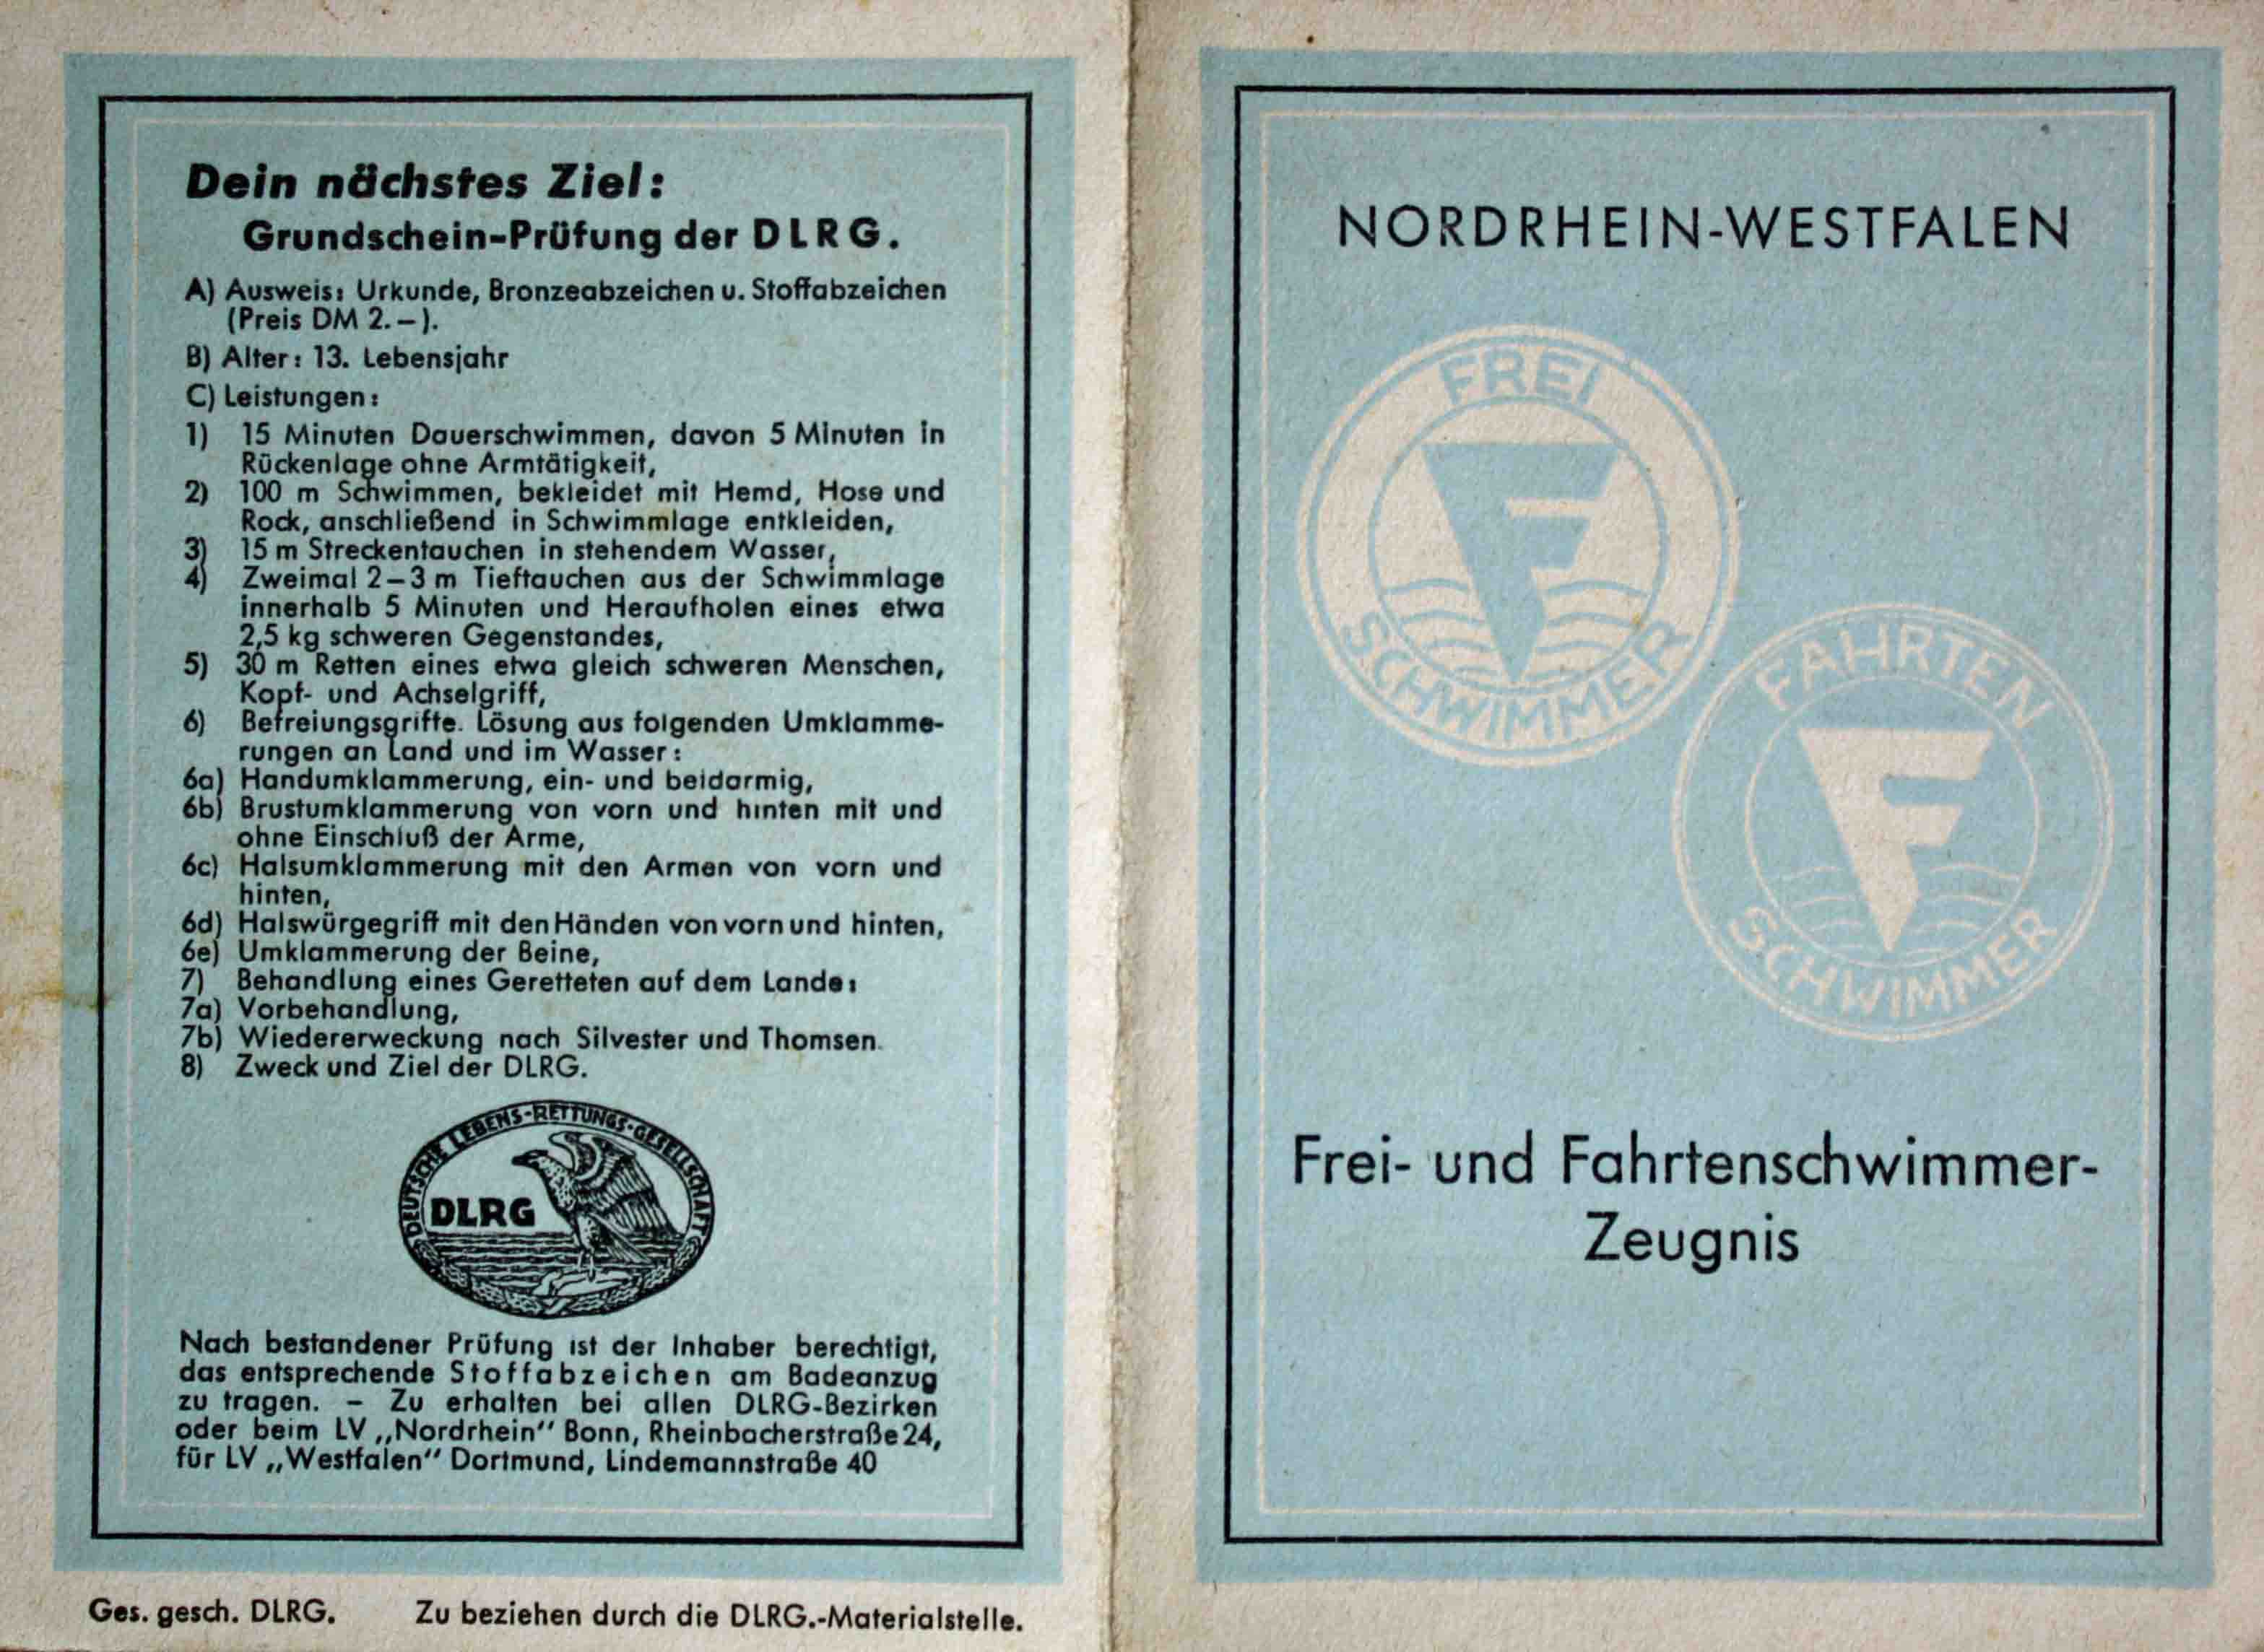 Dein nächstes Ziel:
Grundschein-Prüfung der DLRG.
A) Ausweis: Urkunde, Bronzeabzeichen u. Stoffabzeichen
(Preis DM 2.–).
B) Alter: 13. Lebensjahr
C) Leistungen:
1) 15 Minuten Dauerschwimmen, davon 5 Minuten in
Rückenlage ohne Armtätigkeit,
2) 100 m Schwimmen, bekleidet mit Hemd, Hose und
Rock, anschließend in Schwimmlage entkleiden,
3) 15 m Streckentauchen in stehendem Wasser,
4) Zweimal 2–3 m Tieftauchen aus der Schwimmlage
innerhalb 5 Minuten und Heraufholen eines etwa
2,5 kg schweren Gegenstandes,
5) 30 m Retten eines etwa gleich schweren Menschen,
Kopf- und Achselgriff,
6) Befreiungsgriffe. Lösung aus folgenden Umklamme-
rungen an Land und im Wasser:
6a) Handumklammerung, ein- und beidarmig,
6b) Brustumklammerung von vorn und hinten mit und
ohne Einschluß der Arme,
6c) Halsumklammerung mit den Armen von vorn und
hinten,
6d) Halswürgegriff mit den Händen von vorn und hinten,
6e) Umklammerung der Beine,
7) Behandlung eines Geretteten auf dem Lande:
7a) Vorbehandlung,
7b) Wiedererweckung nach Silvester und Thomsen.
8) Zweck und Ziel der DLRG.
DEUTSCHE LEBENS-RETTUNGS-GESELLSCHAFT
DLRG
Nach bestandener Prüfung ist der Inhaber berechtigt,
das entsprechende Stoffabzeichen am Badeanzug
zu tragen. – Zu erhalten bei allen DLRG-Bezirken
oder beim LV „Nordrhein" Bonn, Rheinbacherstraße 24,
für LV „Westfalen" Dortmund, Lindemannstraße 40
Ges. gesch. DLRG. Zu beziehen durch die DLRG.-Materialstelle.
NORDRHEIN-WESTFALEN
FREI
F
SCHWIMMER
FAHRTEN
F
SCHWIMMER
Frei- und Fahrtenschwimmer-
Zeugnis